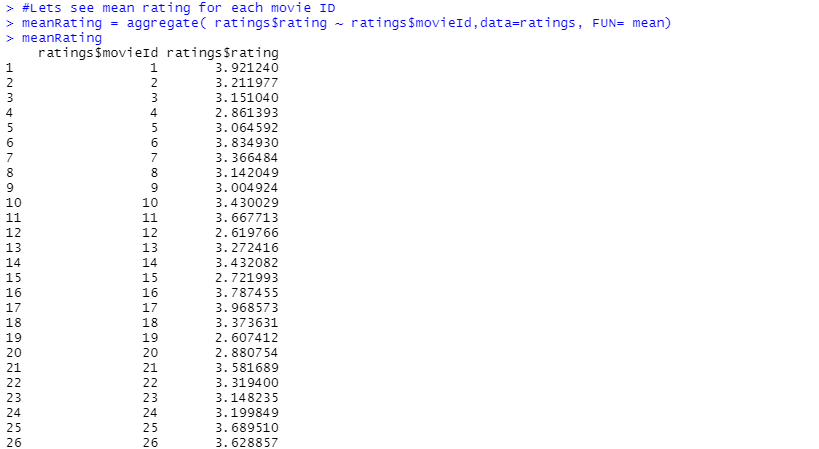 > #Lets see mean rating for each movie ID
> meanRating = aggregate( ratings$rating ~ ratings$movieId,data=ratings, FUN= mean)
> meanRating
ratings$movieId ratings$rating
1 1 3.921240
2 2 3.211977
3 3 3.151040
4 4 2.861393
5 5 3.064592
6 6 3.834930
7 7 3.366484
8 8 3.142049
9 9 3.004924
10 10 3.430029
11 11 3.667713
12 12 2.619766
13 13 3.272416
14 14 3.432082
15 15 2.721993
16 16 3.787455
17 17 3.968573
18 18 3.373631
19 19 2.607412
20 20 2.880754
21 21 3.581689
22 22 3.319400
23 23 3.148235
24 24 3.199849
25 25 3.689510
26 26 3.628857